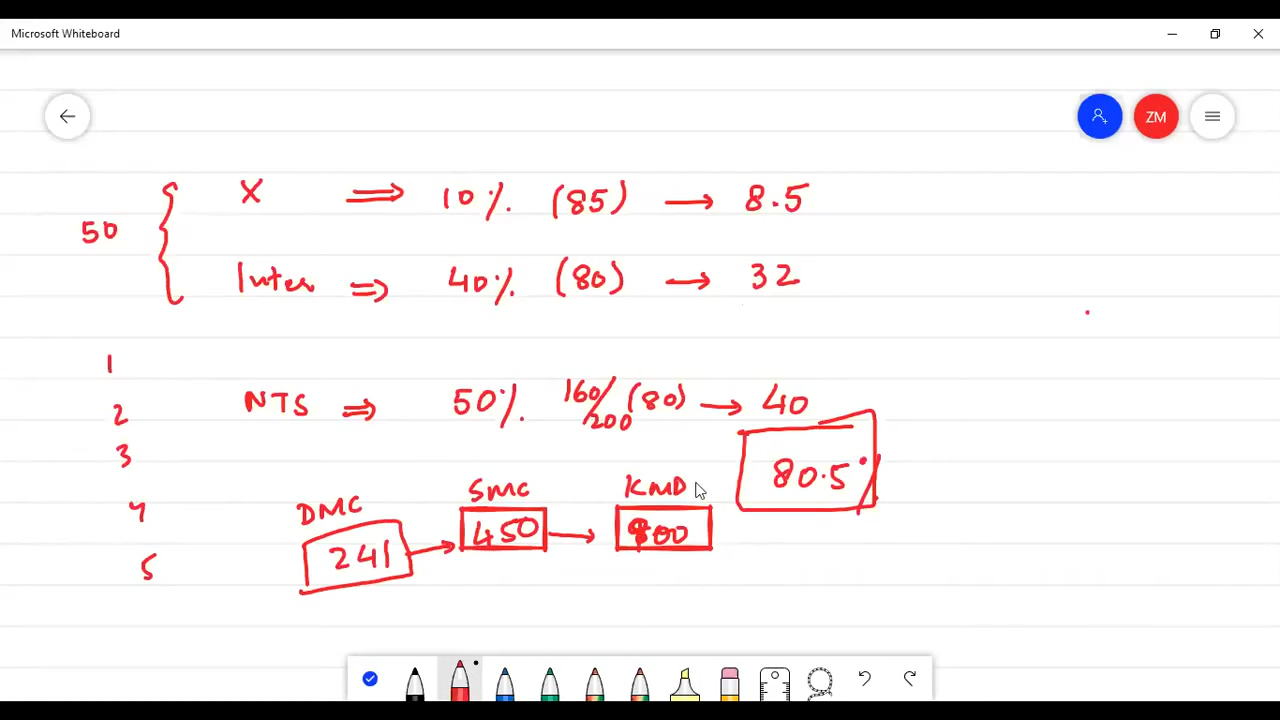 Microsoft Whiteboard
ZM
X ⇒ 10% (85) → 8.5
50
Inter ⇒ 40% (80) → 32
1
NTS ⇒ 50% 160/200 (80) → 40
2
3
80.5%
SMC
KMD
DMC
4
450 → 800
241 →
5